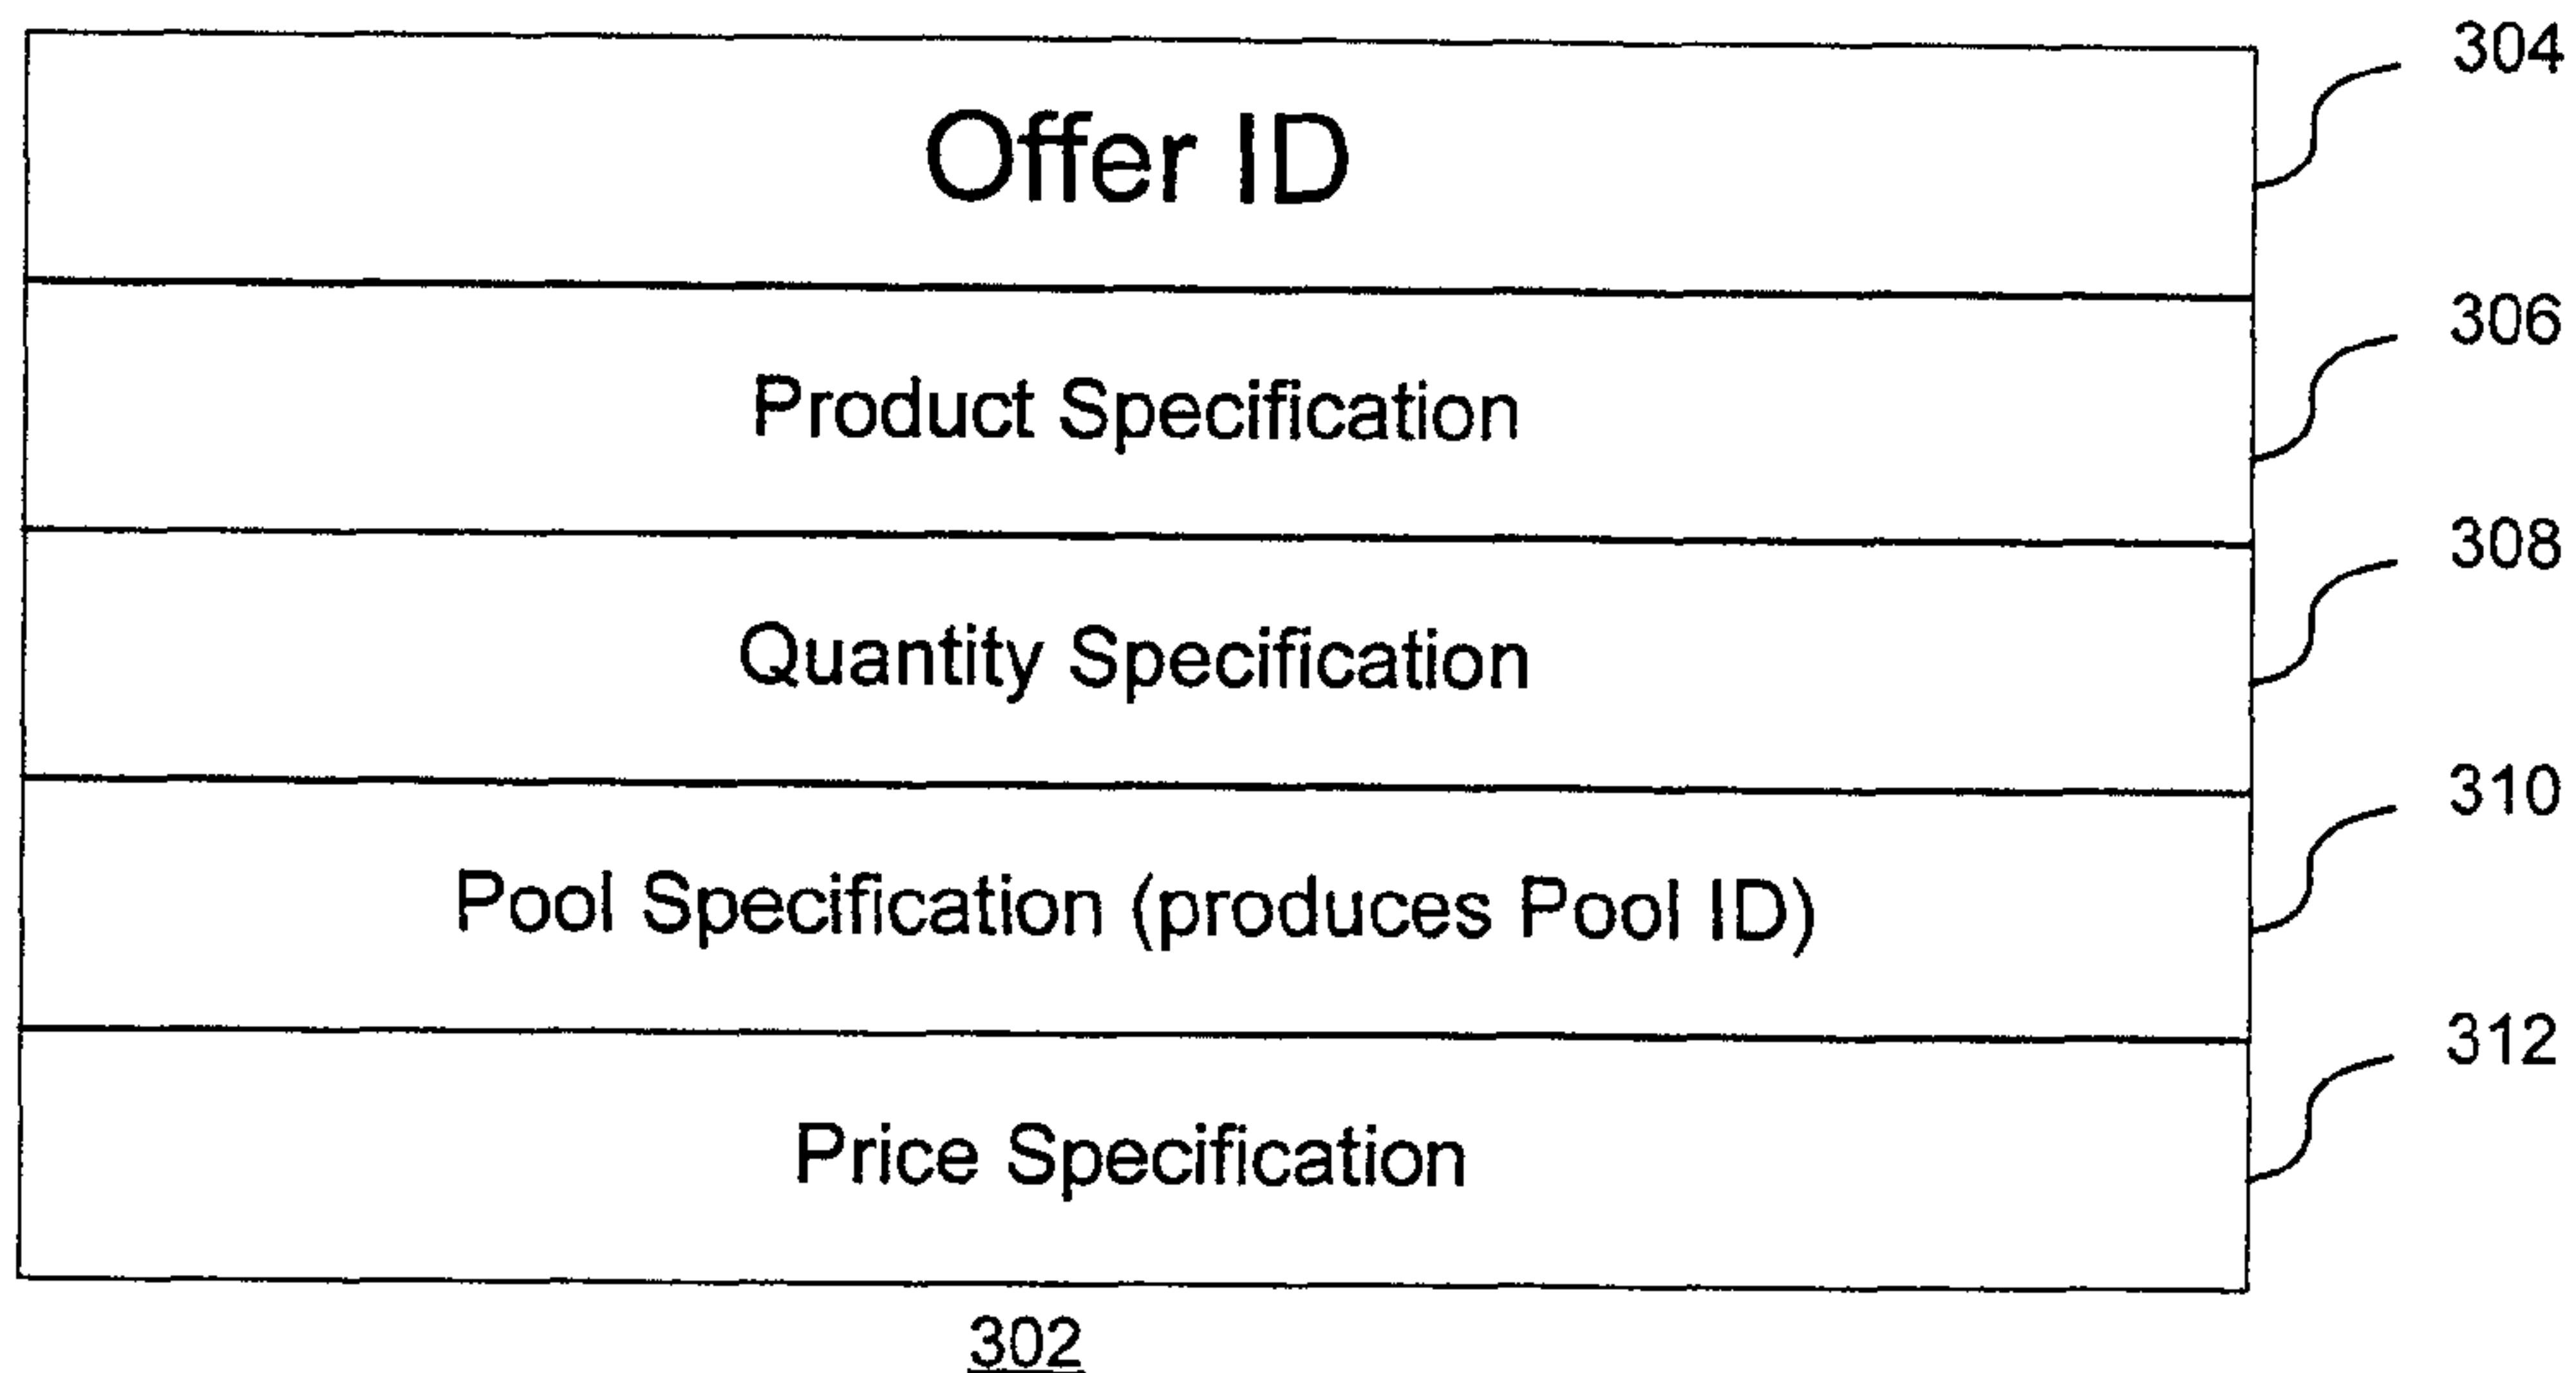 304
Offer ID
306
Product Specification
308
Quantity Specification
310
Pool Specification (produces Pool ID)
312
Price Specification
302